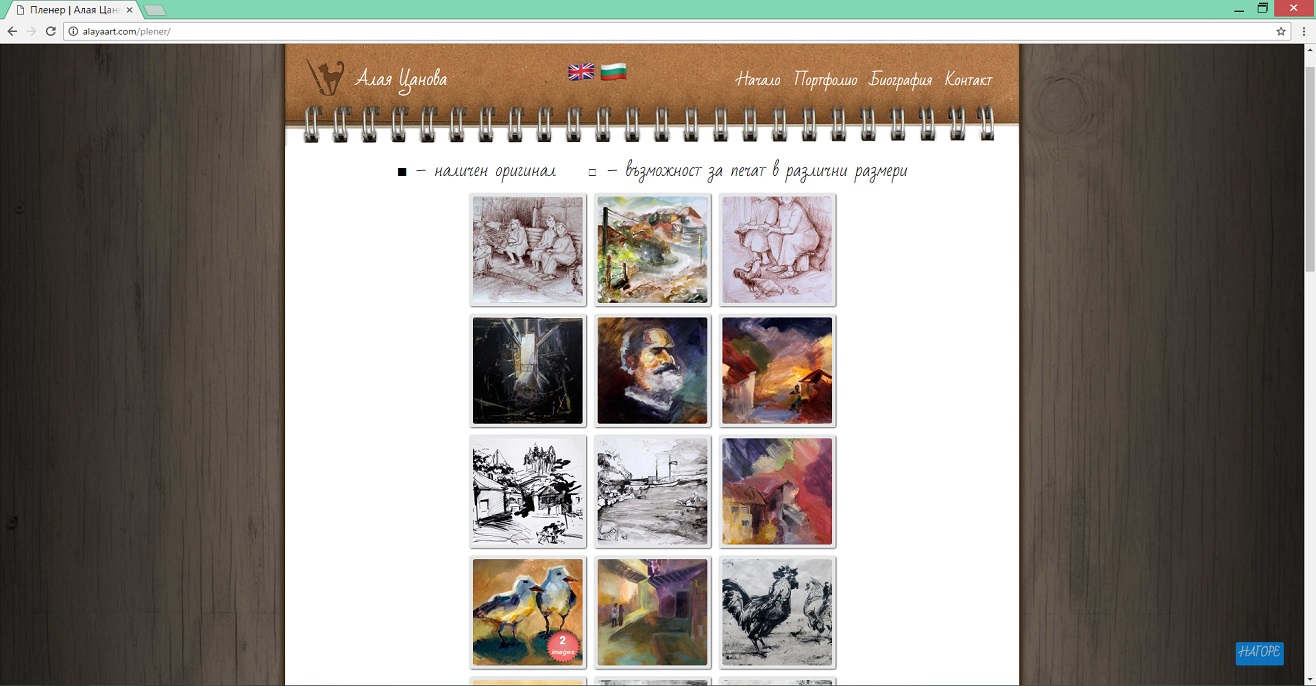 Пленер | Алая Цан
alayaart.com/plener/
Алая Цанова
Начало Портфолио Биография Контакт
■ – наличен оригинал □ – възможност за печат в различни размери
2
images
НАГОРЕ